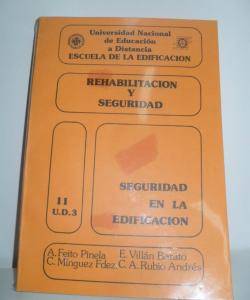 Universidad Nacional
de Educación
a Distancia
ESCUELA DE LA EDIFICACION
REHABILITACION
Y
SEGURIDAD
11
U.D.3
SEGURIDAD
EN LA
EDIFICACION
A. Feito Pinela
C. Mínguez Fdez
E. Villán Barato
C. A. Rubio Andrés